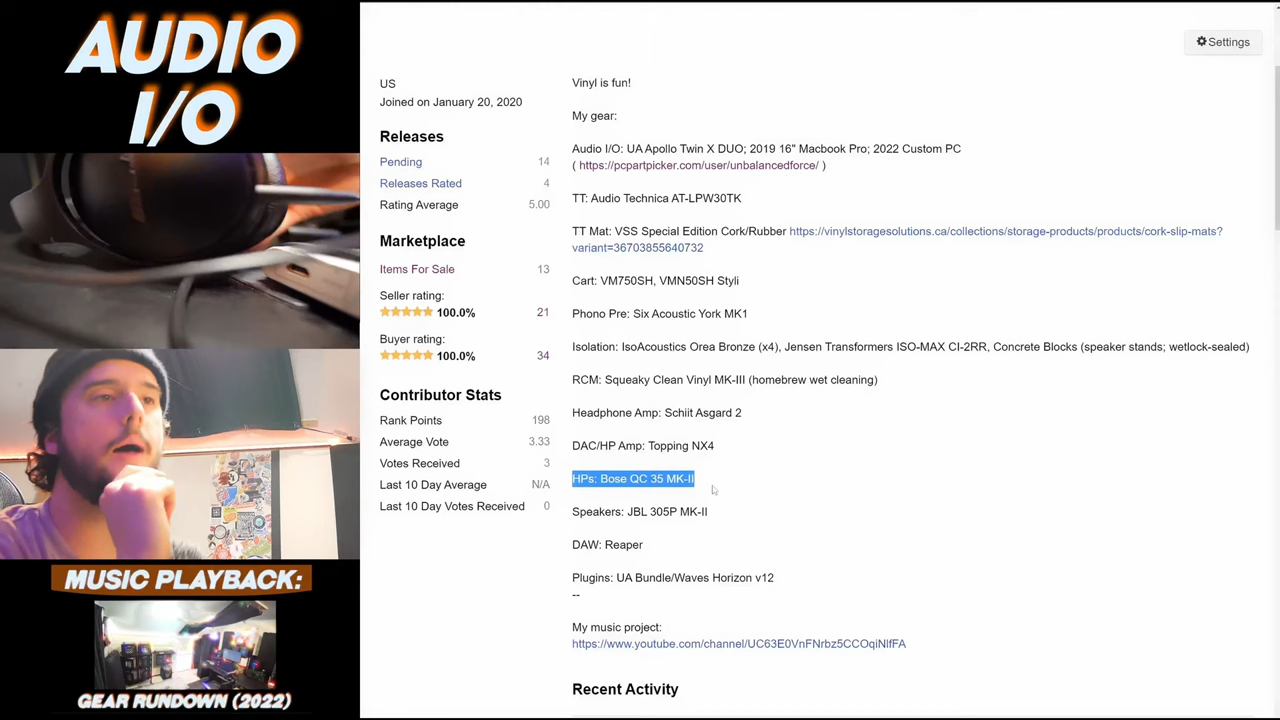 AUDIO
I/O
MUSIC PLAYBACK:
GEAR RUNDOWN (2022)
Settings
US
Joined on January 20, 2020
Releases
Pending 14
Releases Rated 4
Rating Average 5.00
Marketplace
Items For Sale 13
Seller rating:
100.0% 21
Buyer rating:
100.0% 34
Contributor Stats
Rank Points 198
Average Vote 3.33
Votes Received 3
Last 10 Day Average N/A
Last 10 Day Votes Received 0
Vinyl is fun!
My gear:
Audio I/O: UA Apollo Twin X DUO; 2019 16" Macbook Pro; 2022 Custom PC
( https://pcpartpicker.com/user/unbalancedforce/ )
TT: Audio Technica AT-LPW30TK
TT Mat: VSS Special Edition Cork/Rubber https://vinylstoragesolutions.ca/collections/storage-products/products/cork-slip-mats?
variant=36703855640732
Cart: VM750SH, VMN50SH Styli
Phono Pre: Six Acoustic York MK1
Isolation: IsoAcoustics Orea Bronze (x4), Jensen Transformers ISO-MAX CI-2RR, Concrete Blocks (speaker stands; wetlock-sealed)
RCM: Squeaky Clean Vinyl MK-III (homebrew wet cleaning)
Headphone Amp: Schiit Asgard 2
DAC/HP Amp: Topping NX4
HPs: Bose QC 35 MK-II
Speakers: JBL 305P MK-II
DAW: Reaper
Plugins: UA Bundle/Waves Horizon v12
--
My music project:
https://www.youtube.com/channel/UC63E0VnFNrbz5CCOqiNlfFA
Recent Activity